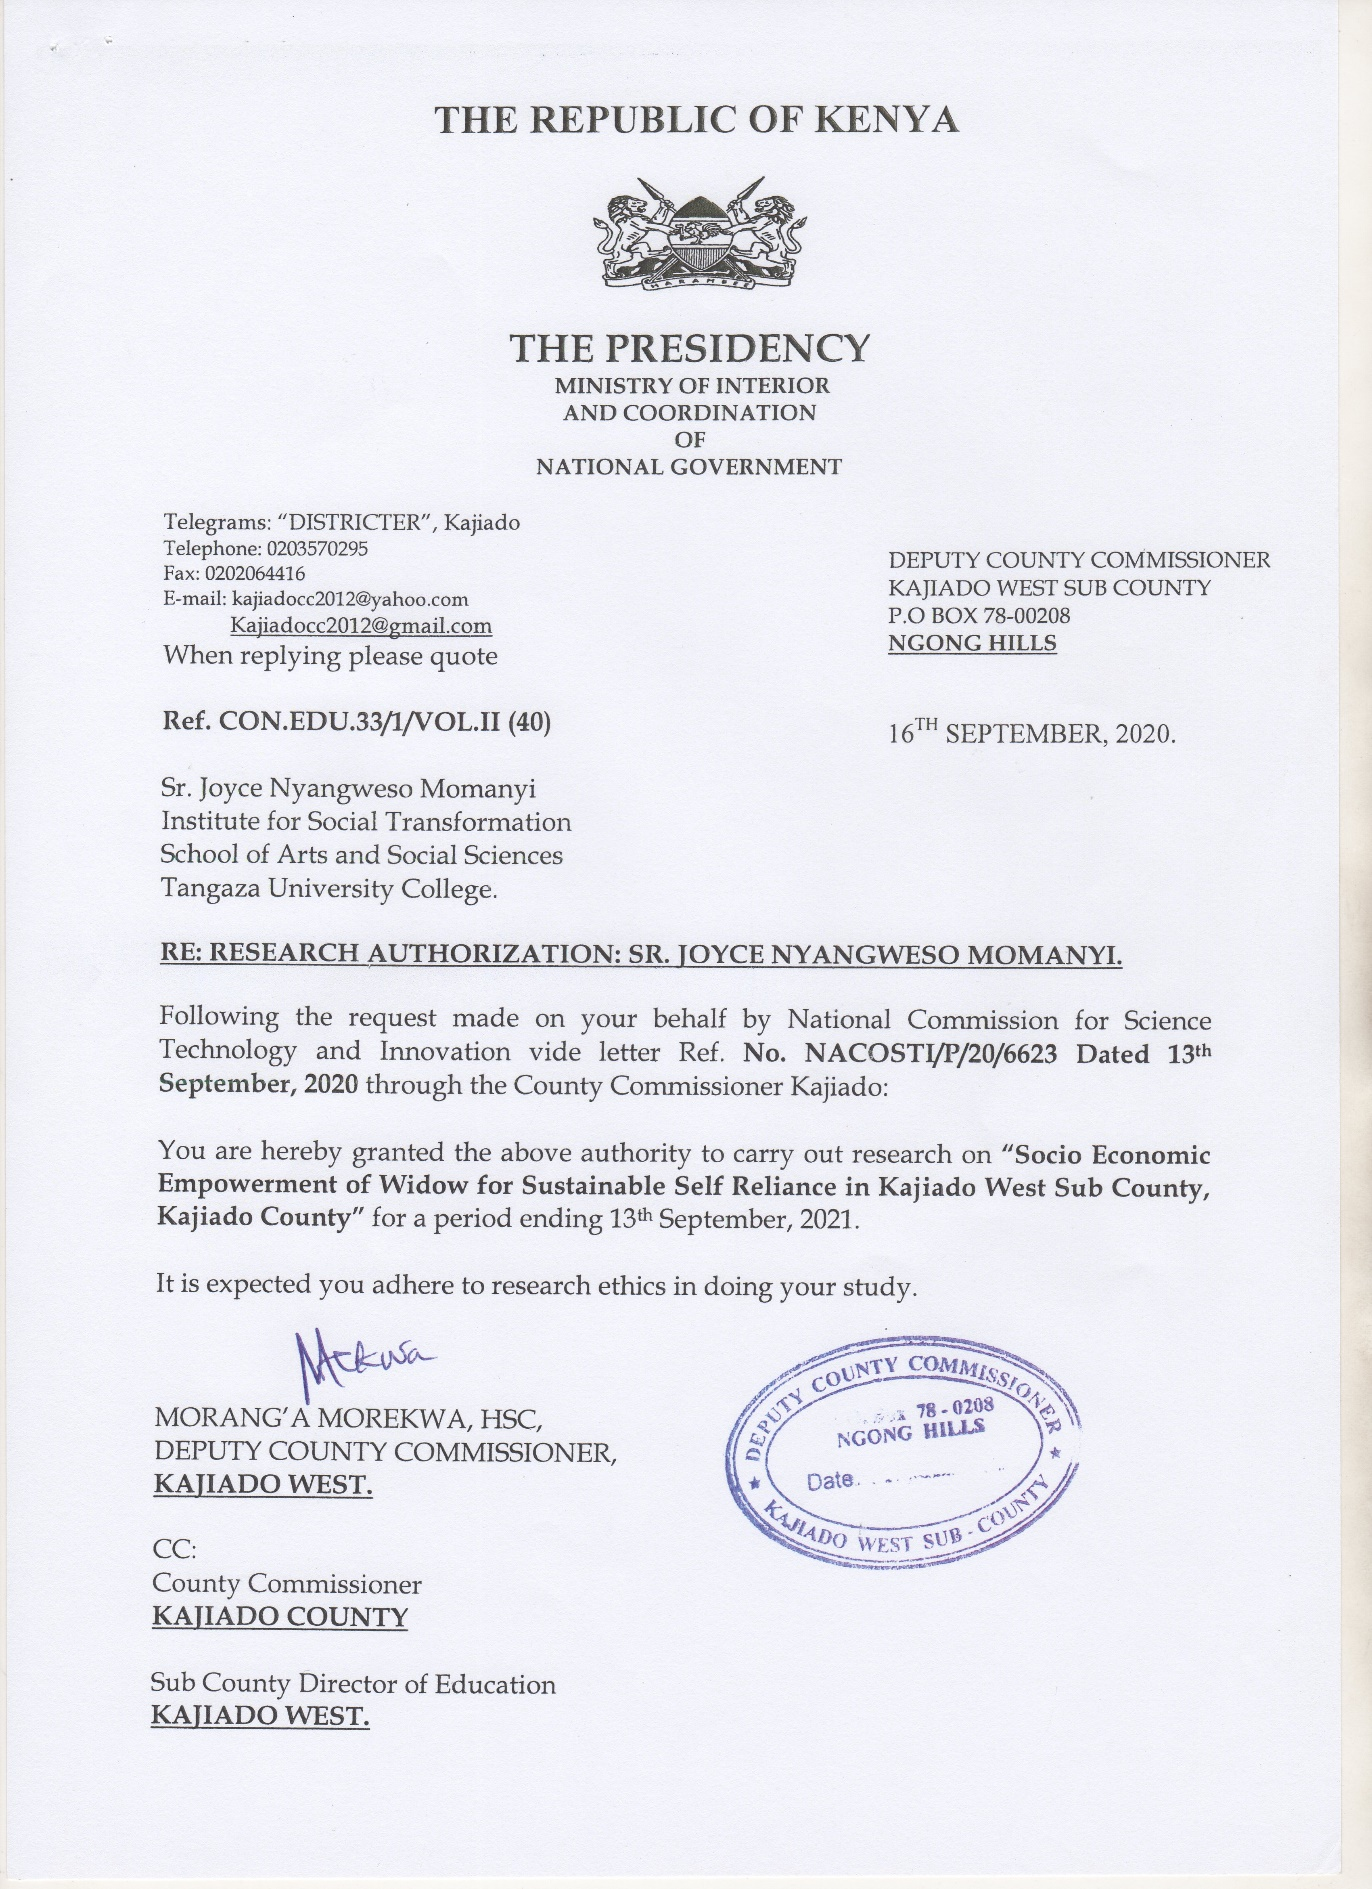 THE REPUBLIC OF KENYA
HARAMBEE
THE PRESIDENCY
MINISTRY OF INTERIOR
AND COORDINATION
OF
NATIONAL GOVERNMENT
Telegrams: “DISTRICTER”, Kajiado
Telephone: 0203570295
Fax: 0202064416
E-mail: kajiadocc2012@yahoo.com
Kajiadocc2012@gmail.com
When replying please quote
DEPUTY COUNTY COMMISSIONER
KAJIADO WEST SUB COUNTY
P.O BOX 78-00208
NGONG HILLS
Ref. CON.EDU.33/1/VOL.II (40)
16TH SEPTEMBER, 2020.
Sr. Joyce Nyangweso Momanyi
Institute for Social Transformation
School of Arts and Social Sciences
Tangaza University College.
RE: RESEARCH AUTHORIZATION: SR. JOYCE NYANGWESO MOMANYI.
Following the request made on your behalf by National Commission for Science
Technology and Innovation vide letter Ref. No. NACOSTI/P/20/6623 Dated 13th
September, 2020 through the County Commissioner Kajiado:
You are hereby granted the above authority to carry out research on “Socio Economic
Empowerment of Widow for Sustainable Self Reliance in Kajiado West Sub County,
Kajiado County” for a period ending 13th September, 2021.
It is expected you adhere to research ethics in doing your study.
MORANG’A MOREKWA, HSC,
DEPUTY COUNTY COMMISSIONER,
KAJIADO WEST.
DEPUTY COUNTY COMMISSIONER
78 - 0208
NGONG HILLS
Date
★ KAJIADO WEST SUB - COUNTY ★
CC:
County Commissioner
KAJIADO COUNTY
Sub County Director of Education
KAJIADO WEST.